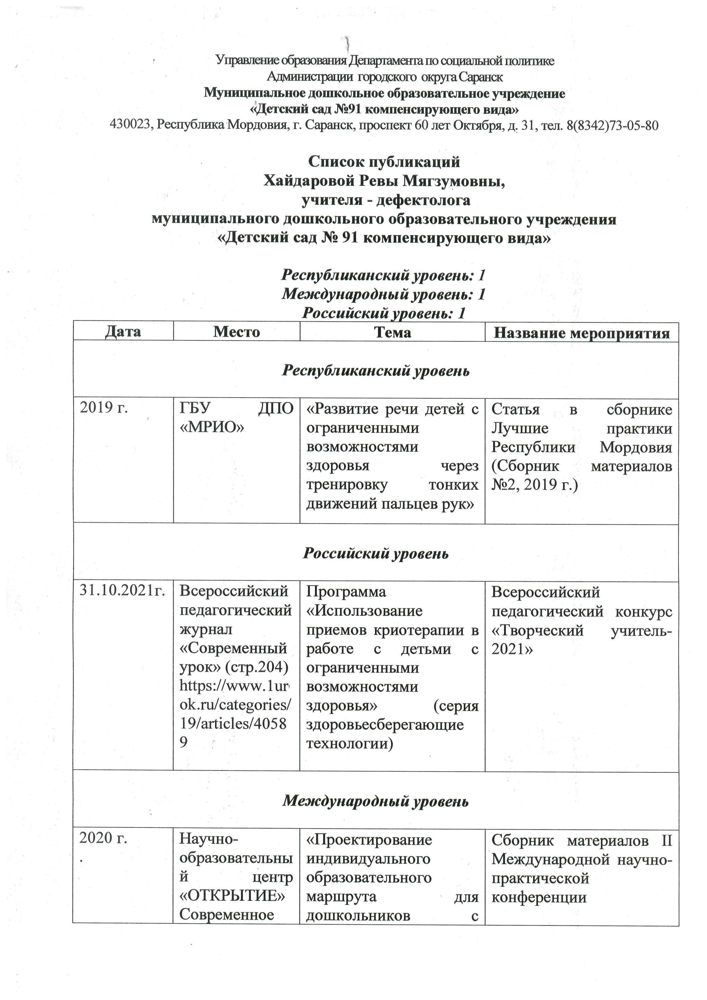 Управление образования Департамента по социальной политике
Администрации городского округа Саранск
Муниципальное дошкольное образовательное учреждение
«Детский сад №91 компенсирующего вида»
430023, Республика Мордовия, г. Саранск, проспект 60 лет Октября, д. 31, тел. 8(8342)73-05-80
Список публикаций
Хайдаровой Ревы Мягзумовны,
учителя - дефектолога
муниципального дошкольного образовательного учреждения
«Детский сад № 91 компенсирующего вида»
Республиканский уровень: 1
Международный уровень: 1
Российский уровень: 1
Дата Место Тема Название мероприятия
Республиканский уровень
2019 г.
ГБУ ДПО
«МРИО»
«Развитие речи детей с
ограниченными
возможностями
здоровья через
тренировку тонких
движений пальцев рук»
Статья в сборнике
Лучшие практики
Республики Мордовия
(Сборник материалов
№2, 2019 г.)
Российский уровень
31.10.2021г.
Всероссийский
педагогический
журнал
«Современный
урок» (стр.204)
https://www.1ur
ok.ru/categories/
19/articles/4058
9
Программа
«Использование
приемов криотерапии в
работе с детьми с
ограниченными
возможностями
здоровья» (серия
здоровьесберегающие
технологии)
Всероссийский
педагогический конкурс
«Творческий учитель-
2021»
Международный уровень
2020 г.
.
Научно-
образовательны
й центр
«ОТКРЫТИЕ»
Современное
«Проектирование
индивидуального
образовательного
маршрута для
дошкольников с
Сборник материалов II
Международной научно-
практической
конференции